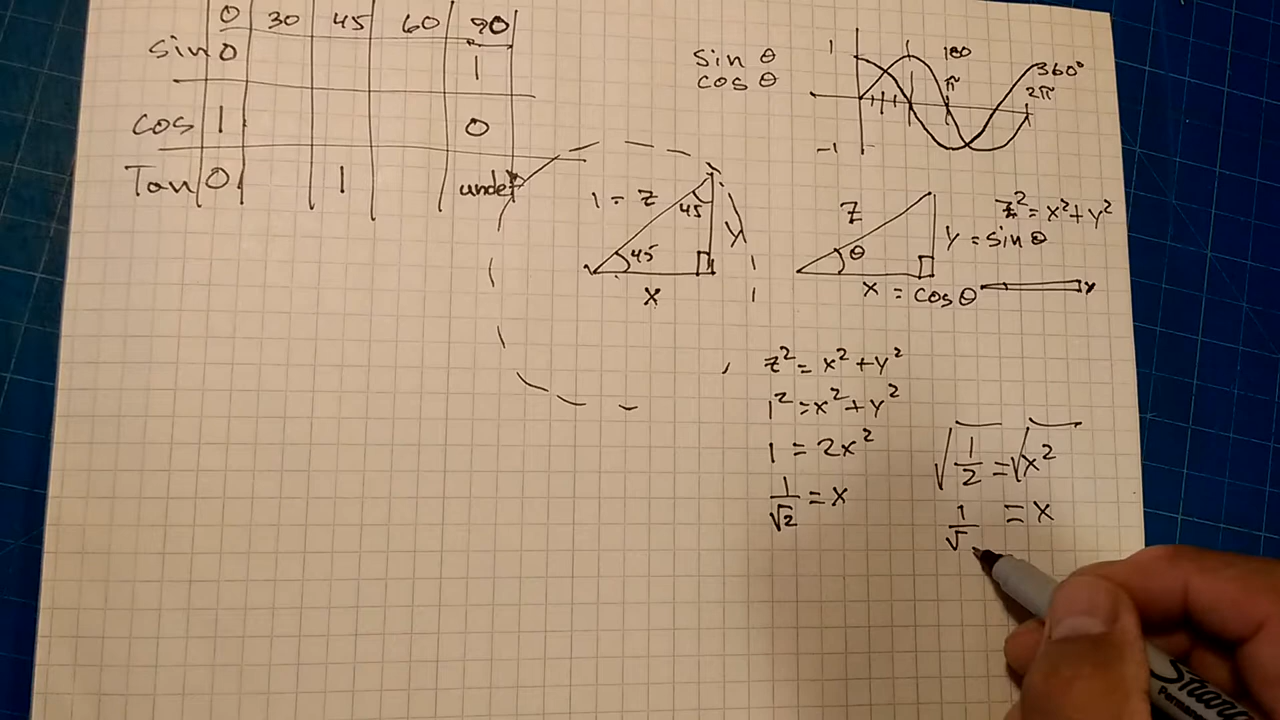 0 30 45 60 90
sin 0 1
cos 1 0
Tan 0 1 undef
sin θ
cos θ
1
-1
180
π
360°
2π
1 = z
45
45
y
x
z
θ
z² = x² + y²
y = sin θ
x = cos θ
z² = x² + y²
1² = x² + y²
1 = 2x²
1/√2 = x
√1/2 = √x²
1/√ = x
Sharp
Perma